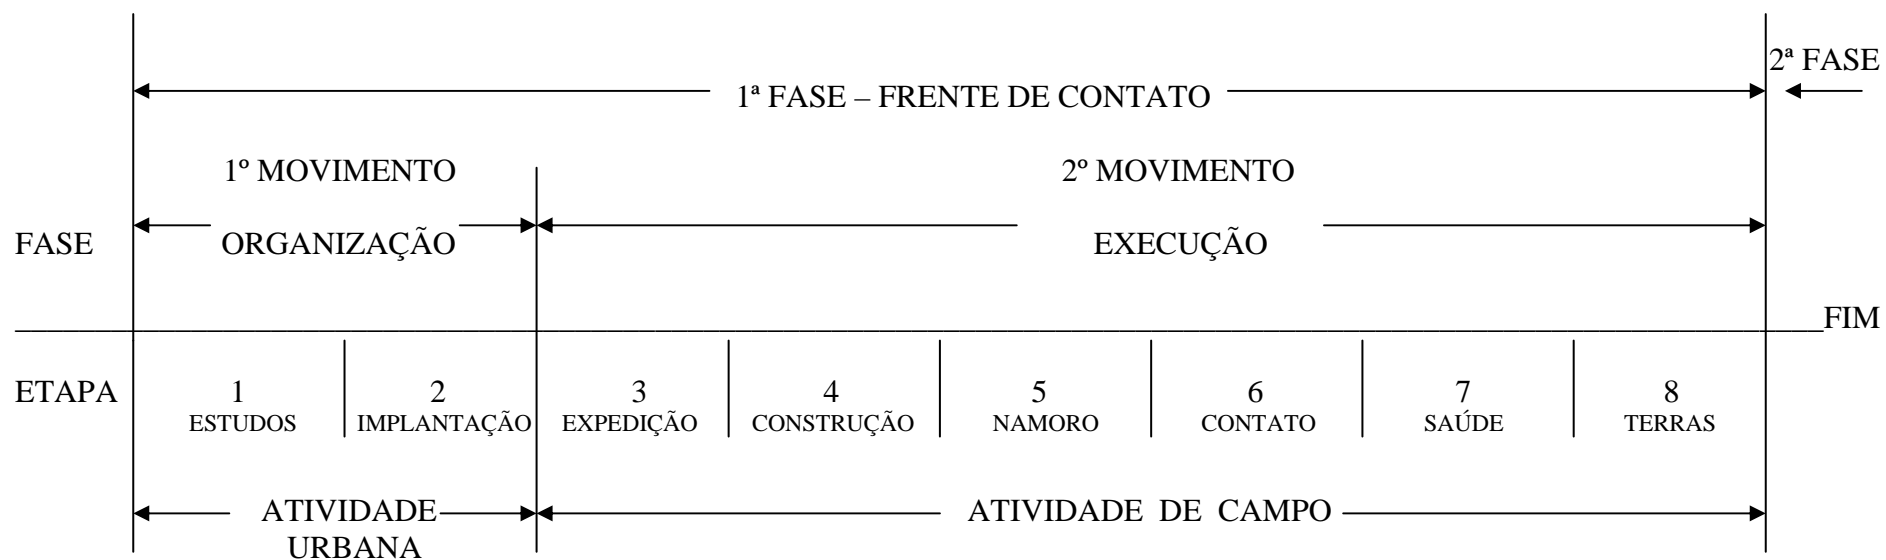 2ª FASE
1ª FASE – FRENTE DE CONTATO
1º MOVIMENTO
2º MOVIMENTO
FASE
ORGANIZAÇÃO
EXECUÇÃO
FIM
ETAPA
1
ESTUDOS
2
IMPLANTAÇÃO
3
EXPEDIÇÃO
4
CONSTRUÇÃO
5
NAMORO
6
CONTATO
7
SAÚDE
8
TERRAS
ATIVIDADE
URBANA
ATIVIDADE DE CAMPO